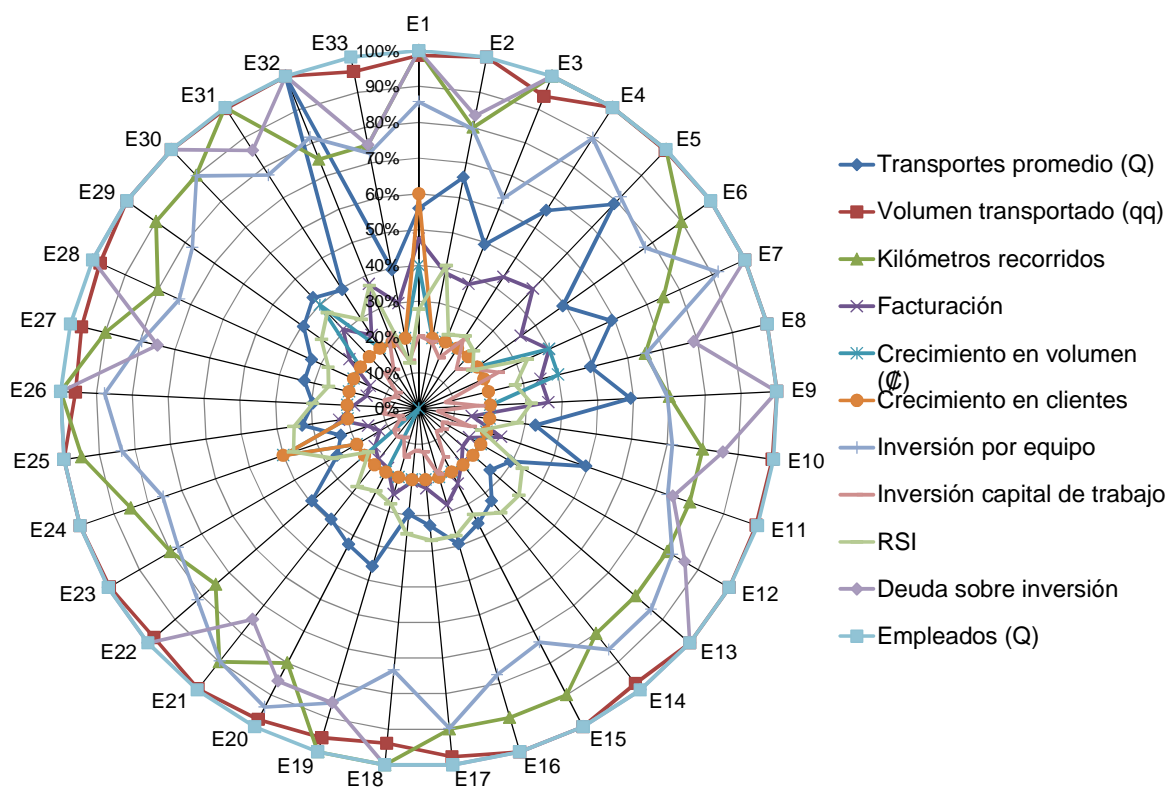 E1
E2
E3
E4
E5
E6
E7
E8
E9
E10
E11
E12
E13
E14
E15
E16
E17
E18
E19
E20
E21
E22
E23
E24
E25
E26
E27
E28
E29
E30
E31
E32
E33
100%
90%
80%
70%
60%
50%
40%
30%
20%
10%
0%
Transportes promedio (Q)
Volumen transportado (qq)
Kilómetros recorridos
Facturación
Crecimiento en volumen
(₡)
Crecimiento en clientes
Inversión por equipo
Inversión capital de trabajo
RSI
Deuda sobre inversión
Empleados (Q)